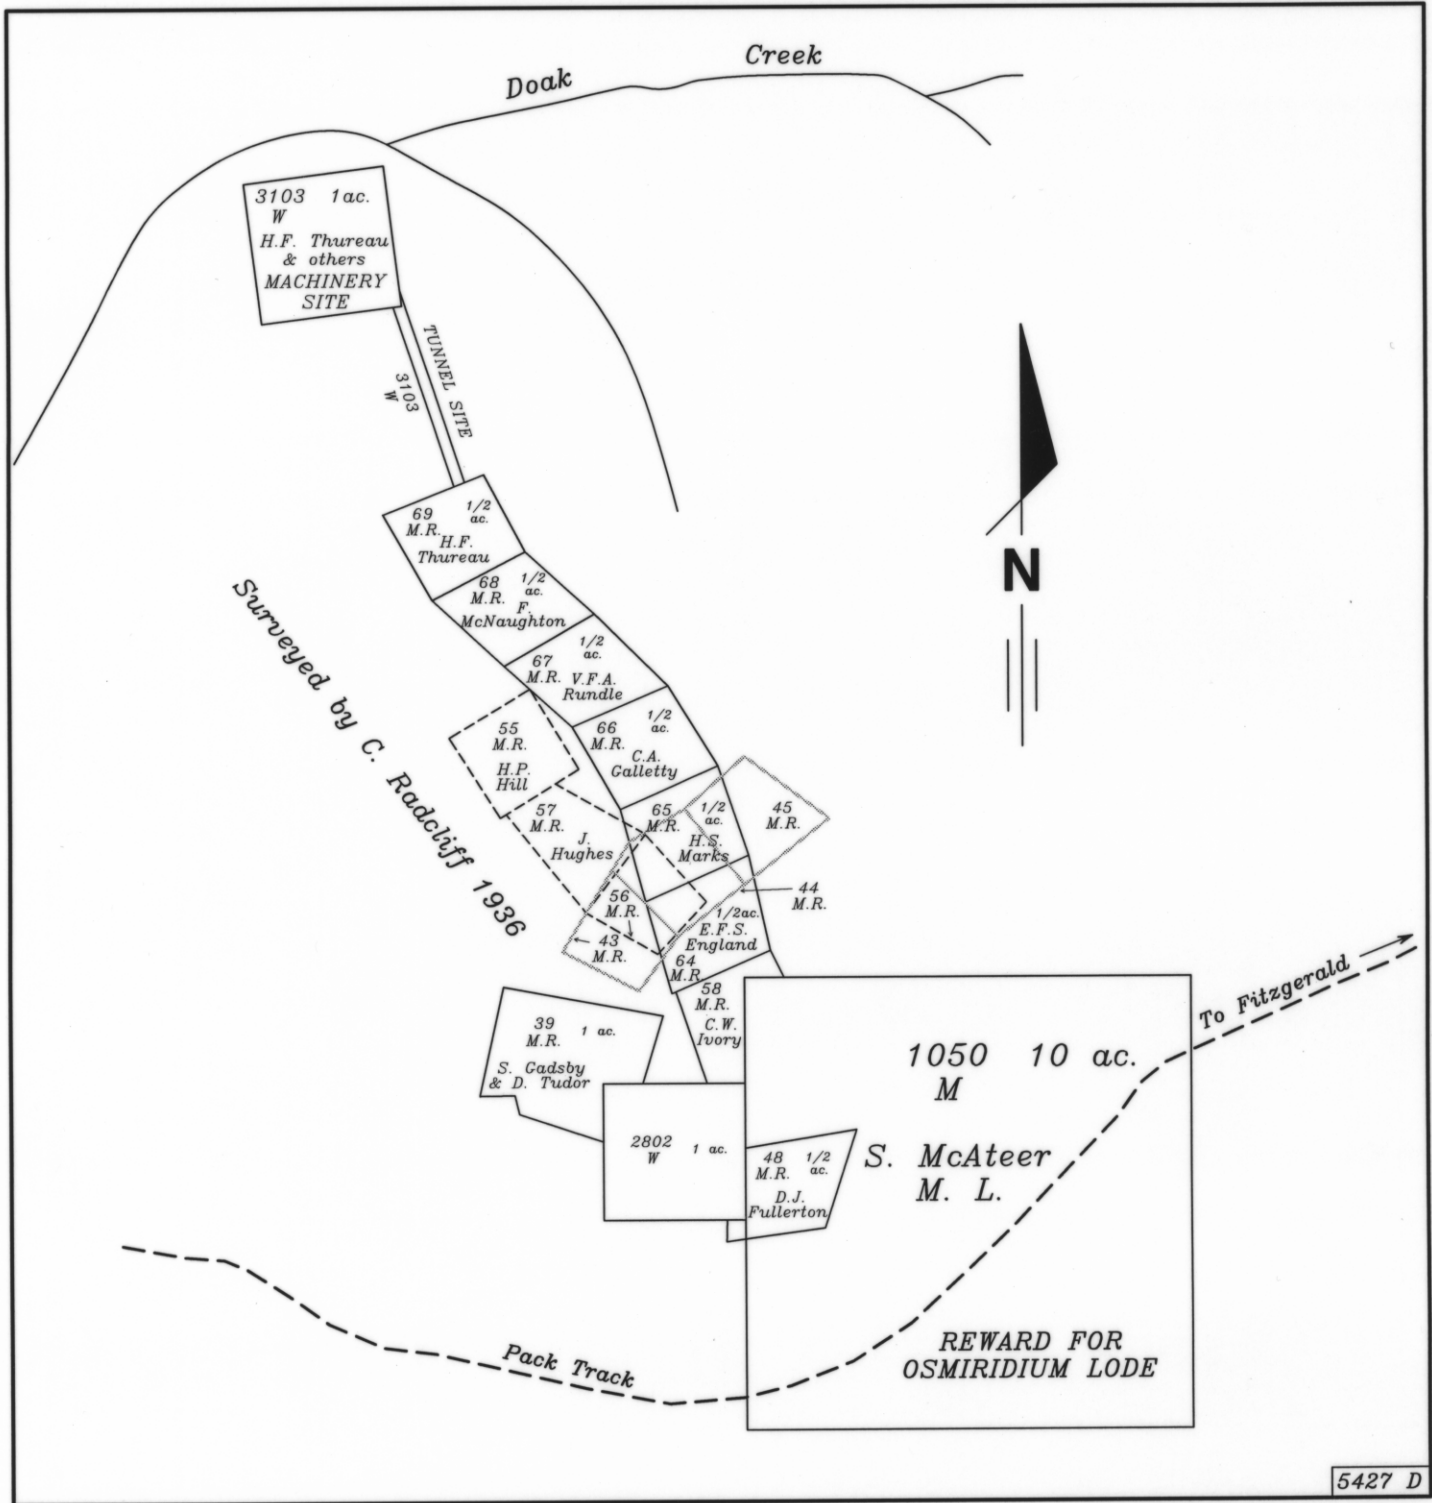 Creek
Doak
3103 1ac.
W
H.F. Thureau
& others
MACHINERY
SITE
TUNNEL SITE
3103
W
69 1/2
M.R. ac.
H.F.
Thureau
68 1/2
M.R. ac.
F.
McNaughton
67 1/2
M.R. ac.
V.F.A.
Rundle
66 1/2
M.R. ac.
C.A.
Galletty
55
M.R.
H.P.
Hill
65 1/2
M.R. ac.
H.S.
Marks
45
M.R.
57
M.R.
J.
Hughes
44
M.R.
56
M.R.
43
M.R.
1/2ac.
E.F.S.
England
64
M.R.
58
M.R.
C.W.
Ivory
Surveyed by C. Radcliff 1936
N
39 1 ac.
M.R.
S. Gadsby
& D. Tudor
2802 1 ac.
W
48 1/2
M.R. ac.
D.J.
Fullerton
1050 10 ac.
M
S. McAteer
M. L.
To Fitzgerald
REWARD FOR
OSMIRIDIUM LODE
Pack Track
5427 D